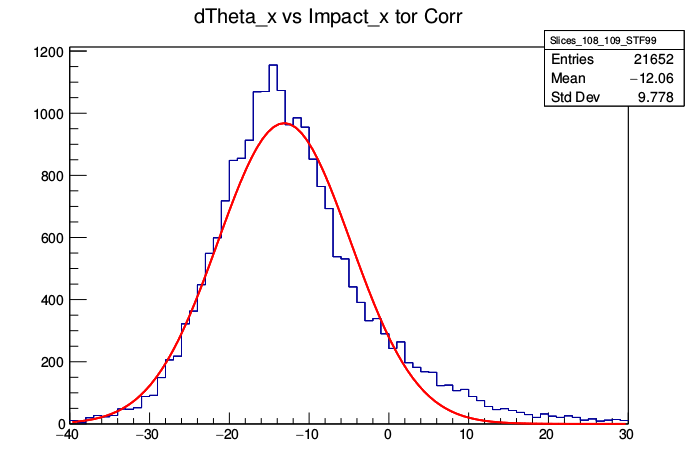 dTheta_x vs Impact_x tor Corr
Slices_108_109_STF99
Entries 21652
Mean −12.06
Std Dev 9.778
1200
1000
800
600
400
200
0
−40 −30 −20 −10 0 10 20 30